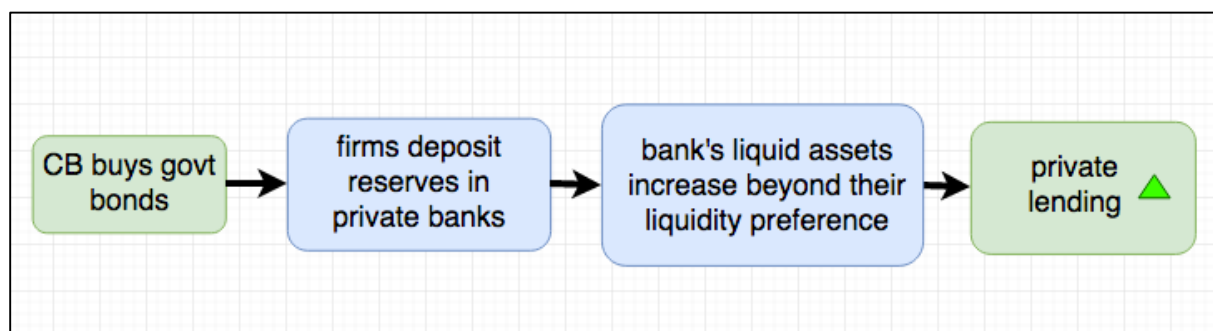 CB buys govt
bonds
firms deposit
reserves in
private banks
bank's liquid assets
increase beyond their
liquidity preference
private
lending